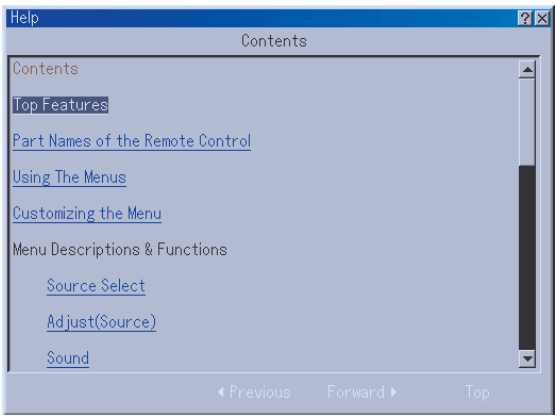 Help
Contents
Contents
Top Features
Part Names of the Remote Control
Using The Menus
Customizing the Menu
Menu Descriptions & Functions
Source Select
Adjust(Source)
Sound
Previous Forward Top